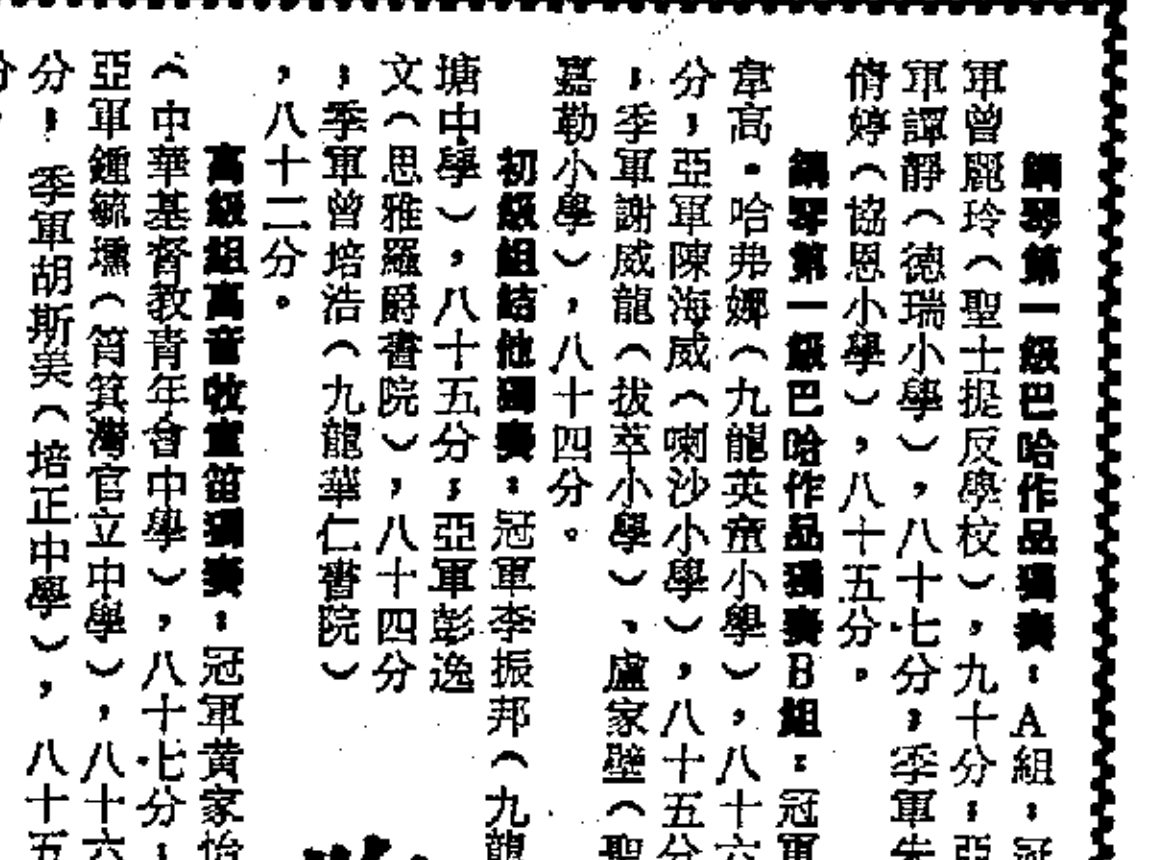 鋼琴第一級巴哈作品獨奏：A組：冠
軍曾麗玲（聖士提反學校），九十分；亞
軍譚靜（德瑞小學），八十七分；季軍朱
倩婷（協恩小學），八十五分。
鋼琴第一級巴哈作品獨奏B組：冠軍
韋高・哈弗娜（九龍英童小學），八十六
分；亞軍陳海威（喇沙小學），八十五分
；季軍謝威龍（拔萃小學）、盧家壁（聖
嘉勒小學），八十四分。
初級組結他獨奏：冠軍李振邦（九龍
塘中學），八十五分；亞軍彭逸
文（思雅羅爵書院），八十四分
；季軍曾培浩（九龍華仁書院）
，八十二分。
高級組高音牧童笛獨奏：冠軍黃家怡
（中華基督教青年會中學），八十七分；
亞軍鍾毓（筲箕灣官立中學），八十六
分；季軍胡斯美（培正中學），八十五
分